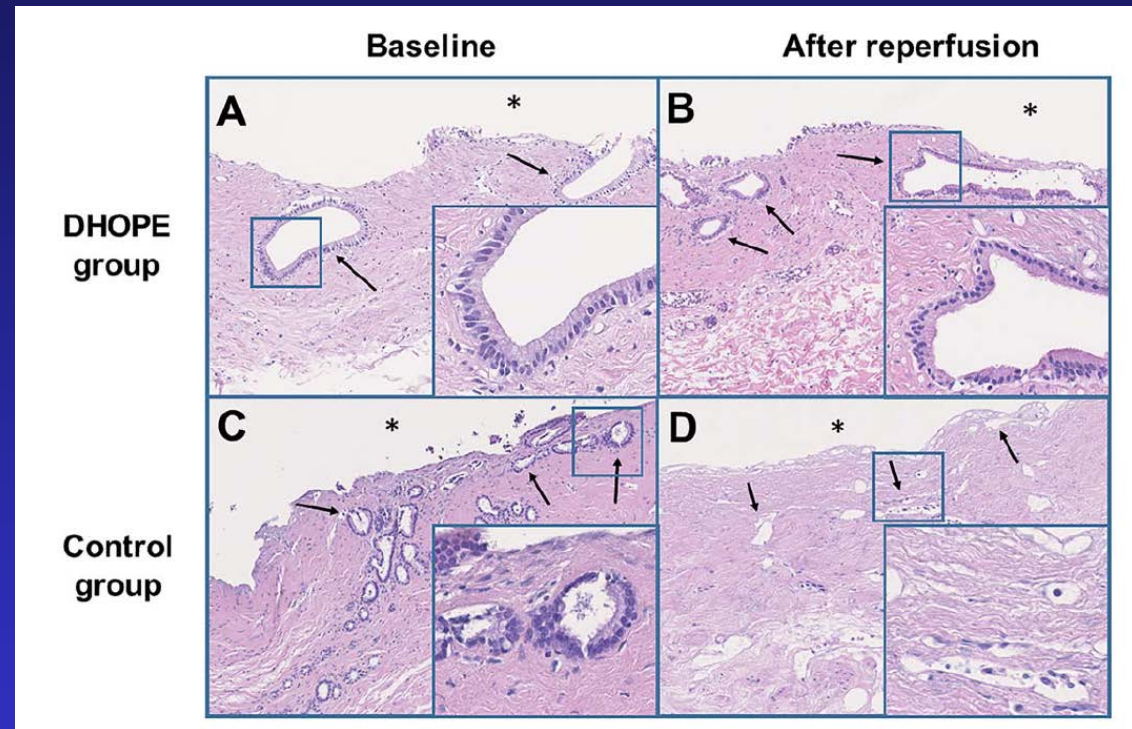 Baseline
After reperfusion
DHOPE
group
A
*
B
*
Control
group
C
*
D
*